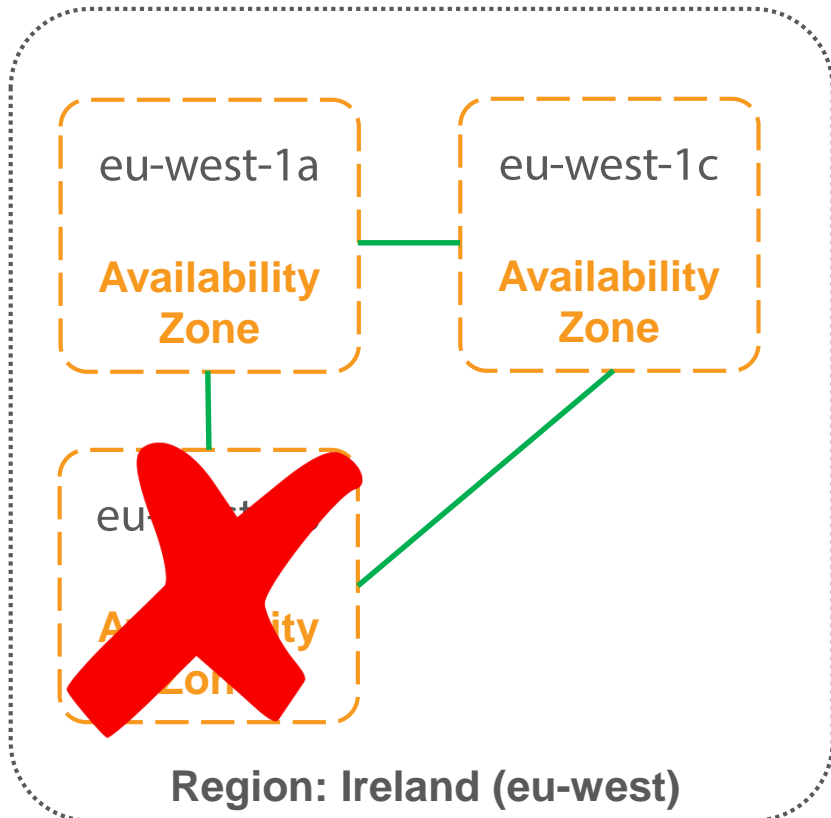 eu-west-1a
Availability
Zone
eu-west-1c
Availability
Zone
Region: Ireland (eu-west)